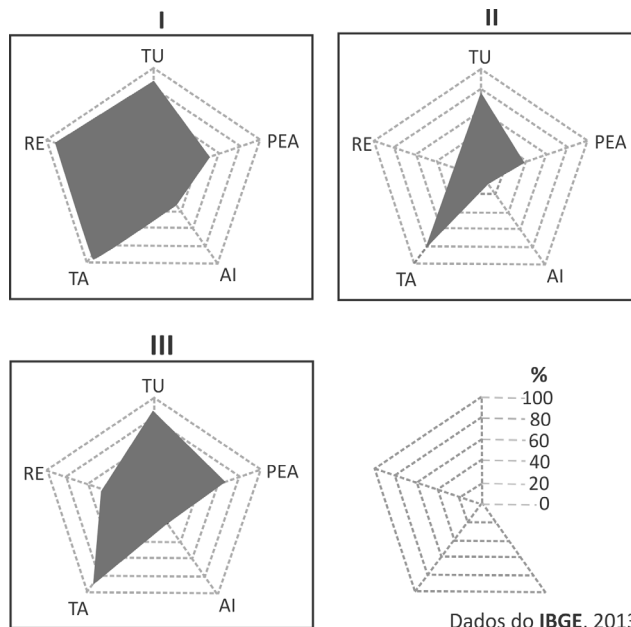 I
TU
RE
PEA
TA
AI
II
TU
RE
PEA
TA
AI
III
TU
RE
PEA
TA
AI
%
100
80
60
40
20
0
Dados do IBGE, 2013